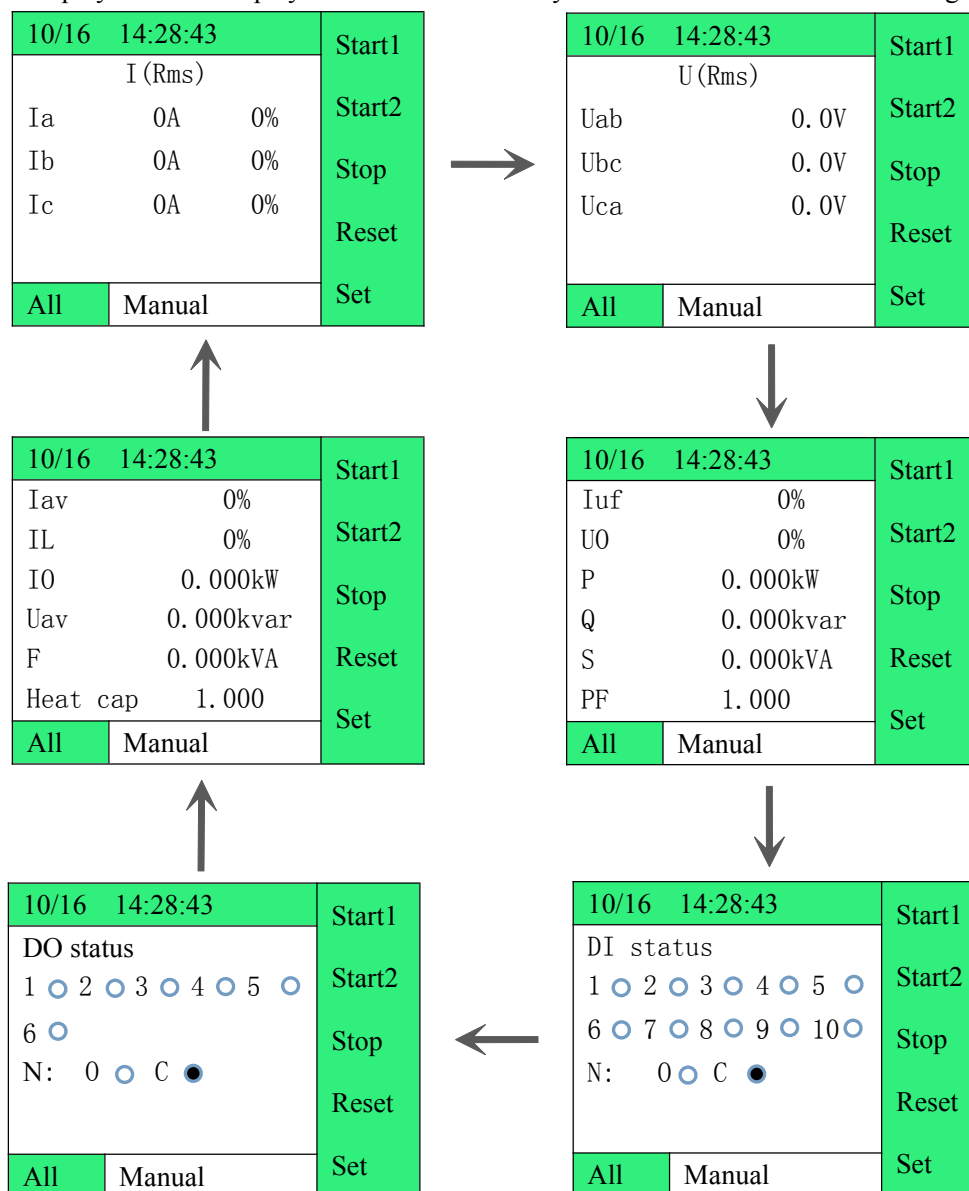 10/16 14:28:43
I(Rms)
Ia 0A 0%
Ib 0A 0%
Ic 0A 0%
All Manual
Start1
Start2
Stop
Reset
Set
10/16 14:28:43
U(Rms)
Uab 0.0V
Ubc 0.0V
Uca 0.0V
All Manual
Start1
Start2
Stop
Reset
Set
10/16 14:28:43
Iav 0%
IL 0%
IO 0.000kW
Uav 0.000kvar
F 0.000kVA
Heat cap 1.000
All Manual
Start1
Start2
Stop
Reset
Set
10/16 14:28:43
Iuf 0%
UO 0%
P 0.000kW
Q 0.000kvar
S 0.000kVA
PF 1.000
All Manual
Start1
Start2
Stop
Reset
Set
10/16 14:28:43
DO status
1 2 3 4 5
6
N: O C
All Manual
Start1
Start2
Stop
Reset
Set
10/16 14:28:43
DI status
1 2 3 4 5
6 7 8 9 10
N: O C
All Manual
Start1
Start2
Stop
Reset
Set